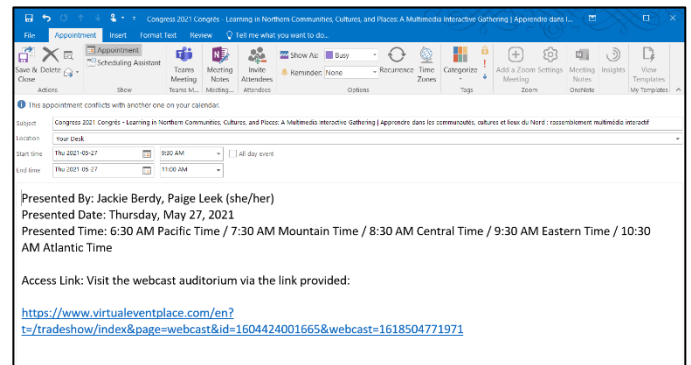 Congress 2021 Congrès - Learning in Northern Communities, Cultures, and Places: A Multimedia Interactive Gathering | Apprendre dans l...
File Appointment Insert Format Text Review Tell me what you want to do...
Save & Close
Delete
Appointment
Scheduling Assistant
Teams Meeting
Meeting Notes
Invite Attendees
Show As: Busy
Reminder: None
Recurrence
Time Zones
Categorize
Add a Zoom Meeting
Settings
Meeting Notes
Insights
View Templates
Actions Show Teams M... Meeting... Attendees Options Tags Zoom OneNote My Templates
This appointment conflicts with another one on your calendar.
Subject Congress 2021 Congrès - Learning in Northern Communities, Cultures, and Places: A Multimedia Interactive Gathering | Apprendre dans les communautés, cultures et lieux du Nord : rassemblement multimédia interactif
Location Your Desk
Start time Thu 2021-05-27 9:30 AM All day event
End time Thu 2021-05-27 11:00 AM
Presented By: Jackie Berdy, Paige Leek (she/her)
Presented Date: Thursday, May 27, 2021
Presented Time: 6:30 AM Pacific Time / 7:30 AM Mountain Time / 8:30 AM Central Time / 9:30 AM Eastern Time / 10:30
AM Atlantic Time
Access Link: Visit the webcast auditorium via the link provided:
https://www.virtualeventplace.com/en?
t=/tradeshow/index&page=webcast&id=1604424001665&webcast=1618504771971